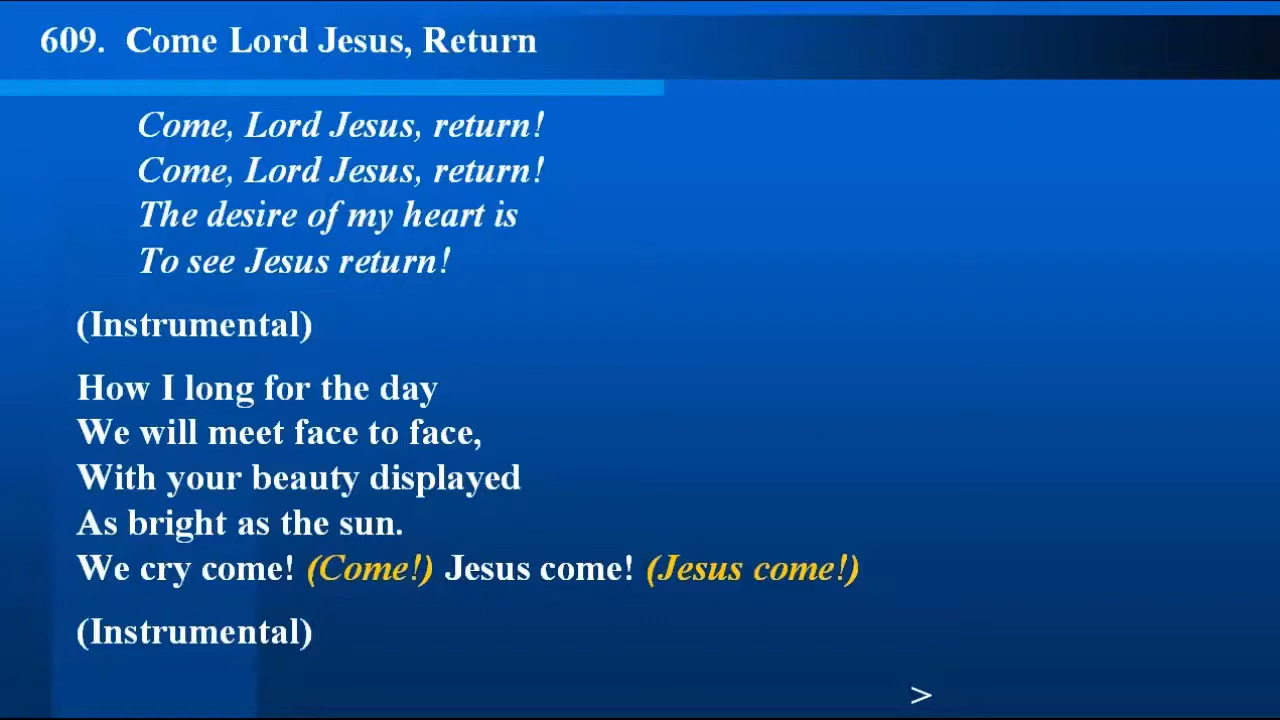 609. Come Lord Jesus, Return
Come, Lord Jesus, return!
Come, Lord Jesus, return!
The desire of my heart is
To see Jesus return!
(Instrumental)
How I long for the day
We will meet face to face,
With your beauty displayed
As bright as the sun.
We cry come! (Come!) Jesus come! (Jesus come!)
(Instrumental)
>